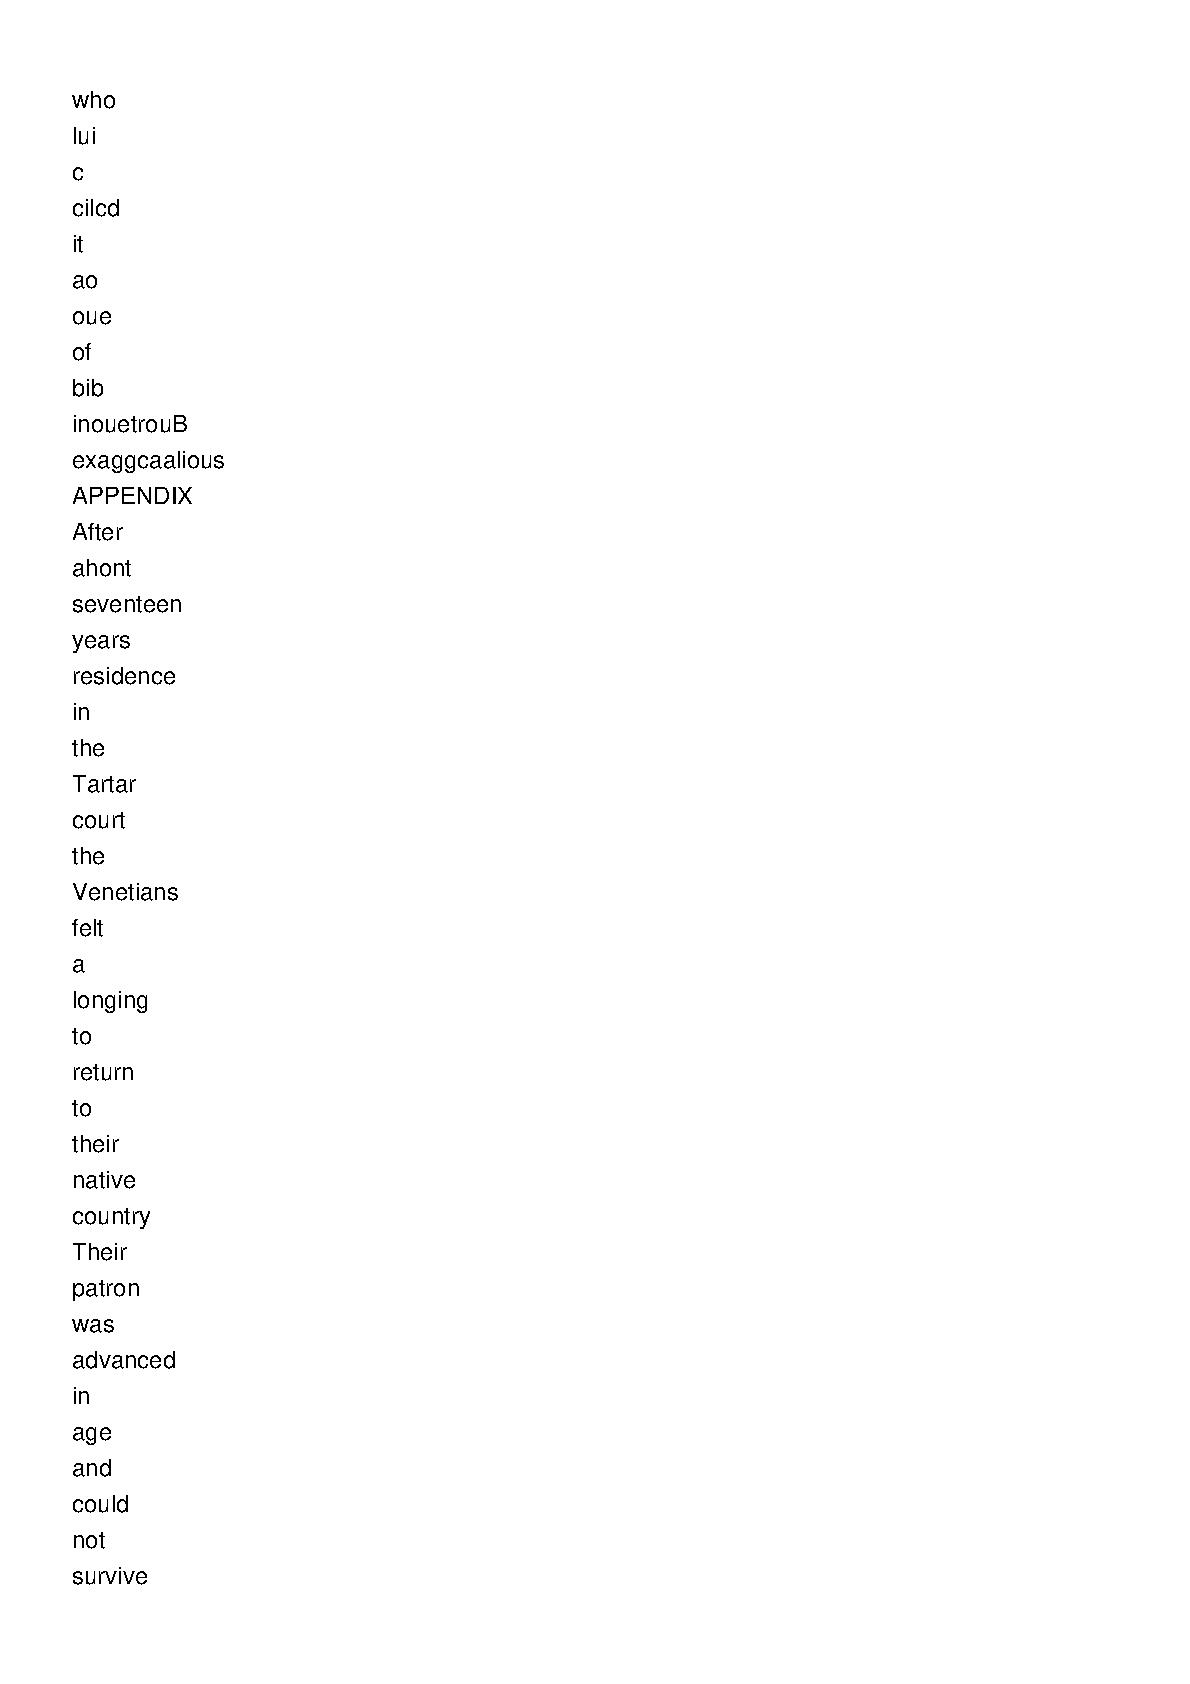 who
lui
c
cilcd
it
ao
oue
of
bib
inouetrouB
exaggcaalious
APPENDIX
After
ahont
seventeen
years
residence
in
the
Tartar
court
the
Venetians
felt
a
longing
to
return
to
their
native
country
Their
patron
was
advanced
in
age
and
could
not
survive